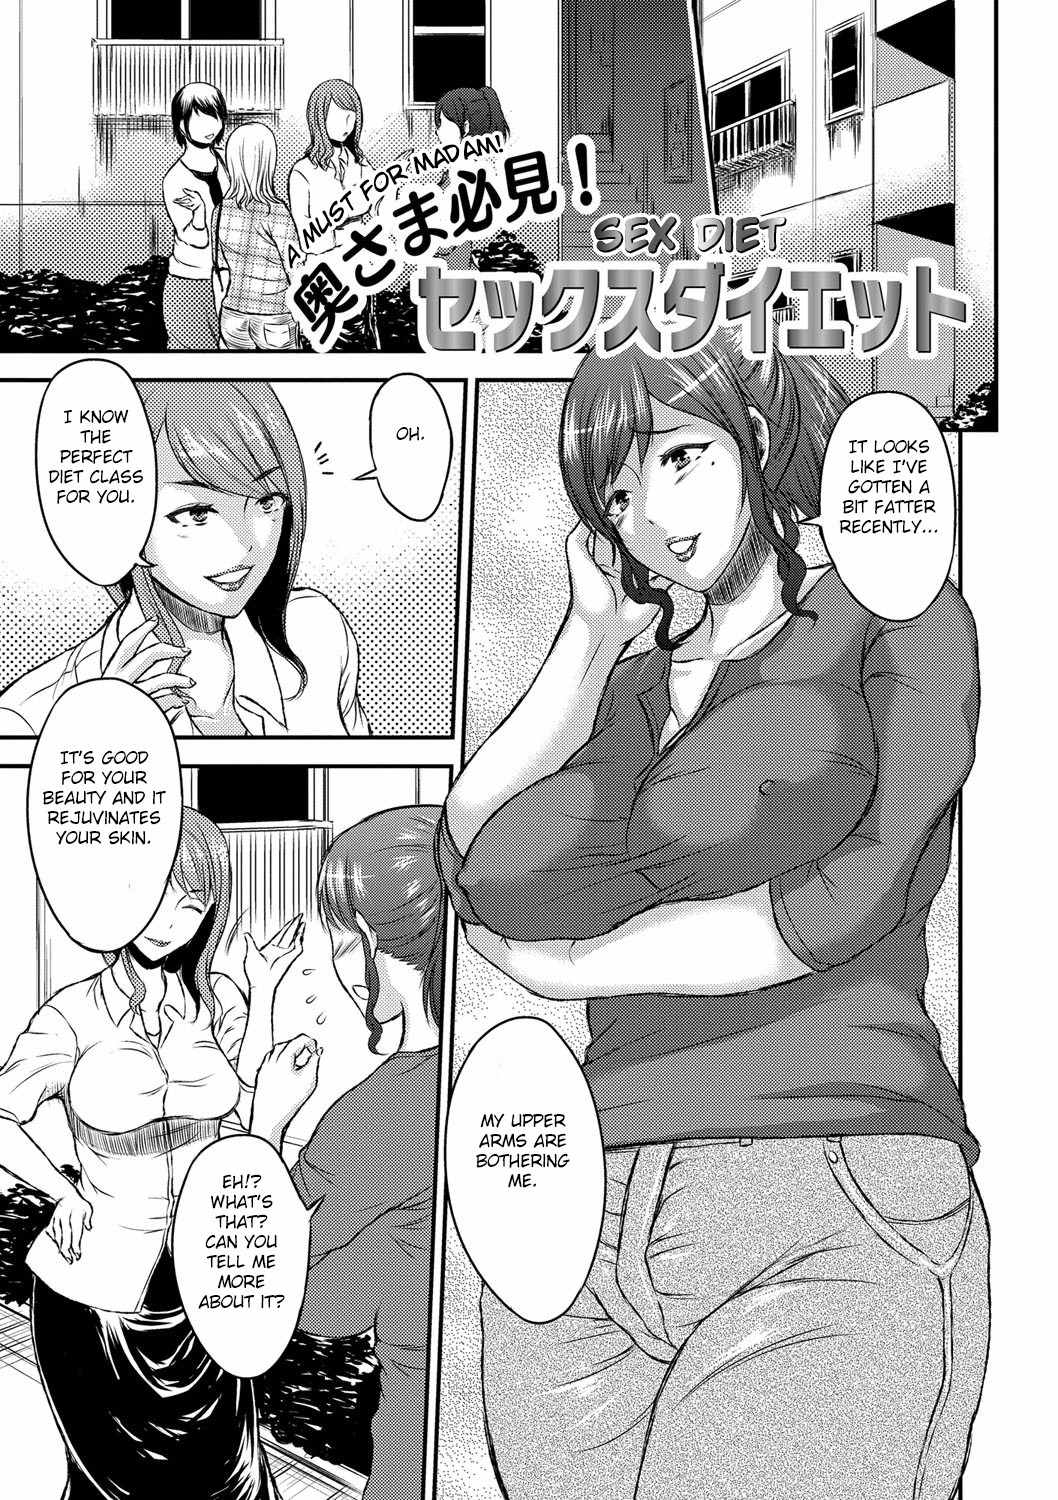 A MUST FOR MADAM!
奥さま必見！
SEX DIET
セックスダイエット
IT LOOKS
LIKE I'VE
GOTTEN A
BIT FATTER
RECENTLY...
MY UPPER
ARMS ARE
BOTHERING
ME.
OH.
I KNOW
THE
PERFECT
DIET CLASS
FOR YOU.
IT'S GOOD
FOR YOUR
BEAUTY AND IT
REJUVINATES
YOUR SKIN.
EH!?
WHAT'S
THAT?
CAN YOU
TELL ME
MORE
ABOUT IT?